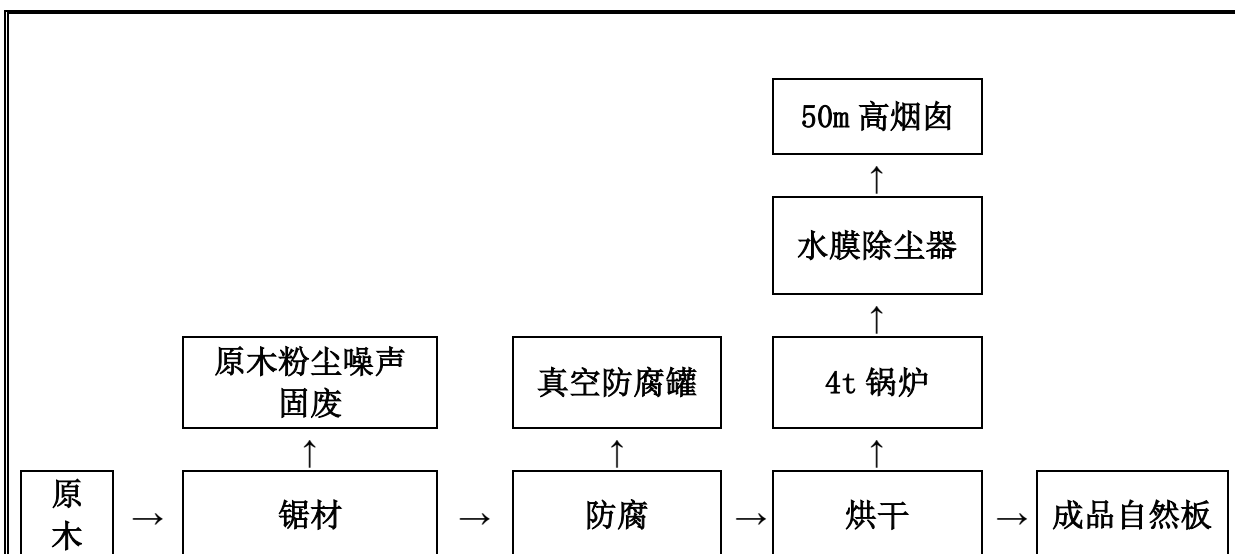 50m 高烟囱
水膜除尘器
原木粉尘噪声
固废
真空防腐罐
4t 锅炉
↑
原
木
→
锯材
→
防腐
→
烘干
→
成品自然板